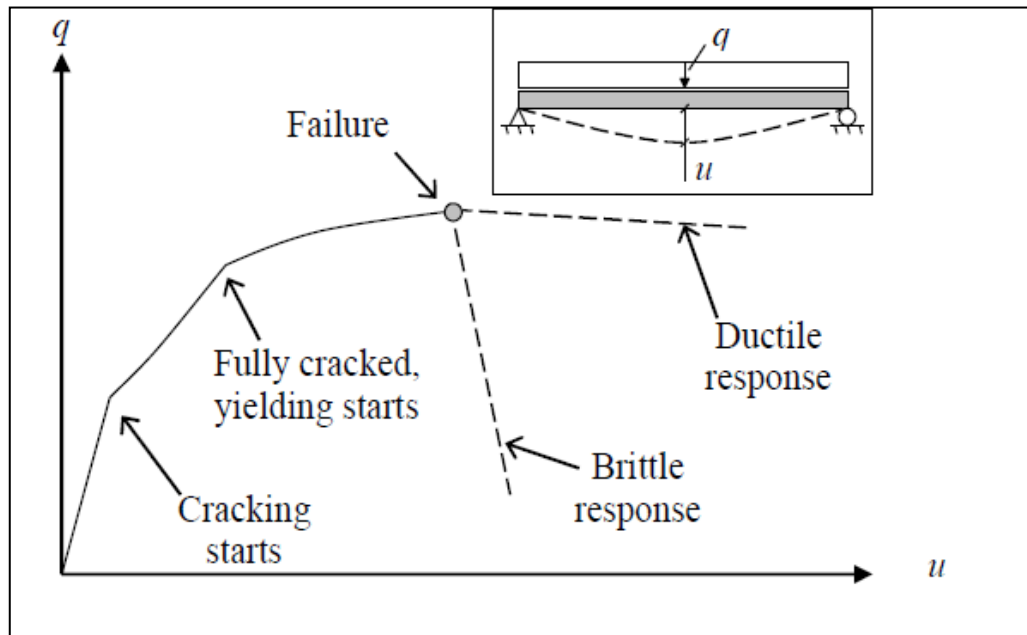 q
q
Failure
u
Fully cracked,
yielding starts
Ductile
response
Cracking
starts
Brittle
response
u